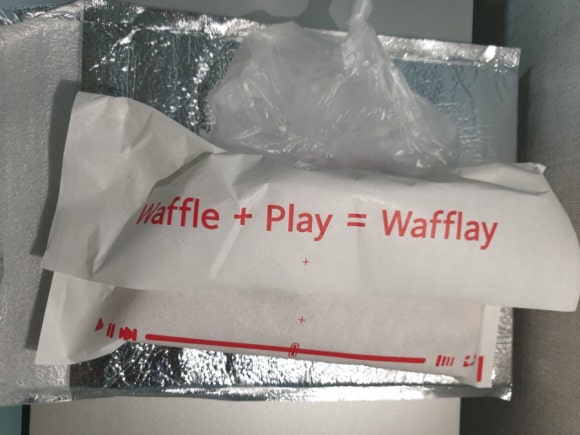 Waffle + Play = Wafflay